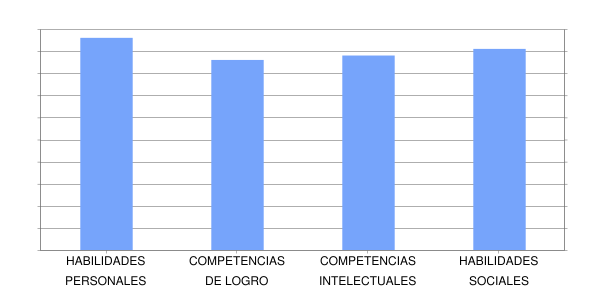 HABILIDADES
PERSONALES
COMPETENCIAS
DE LOGRO
COMPETENCIAS
INTELECTUALES
HABILIDADES
SOCIALES